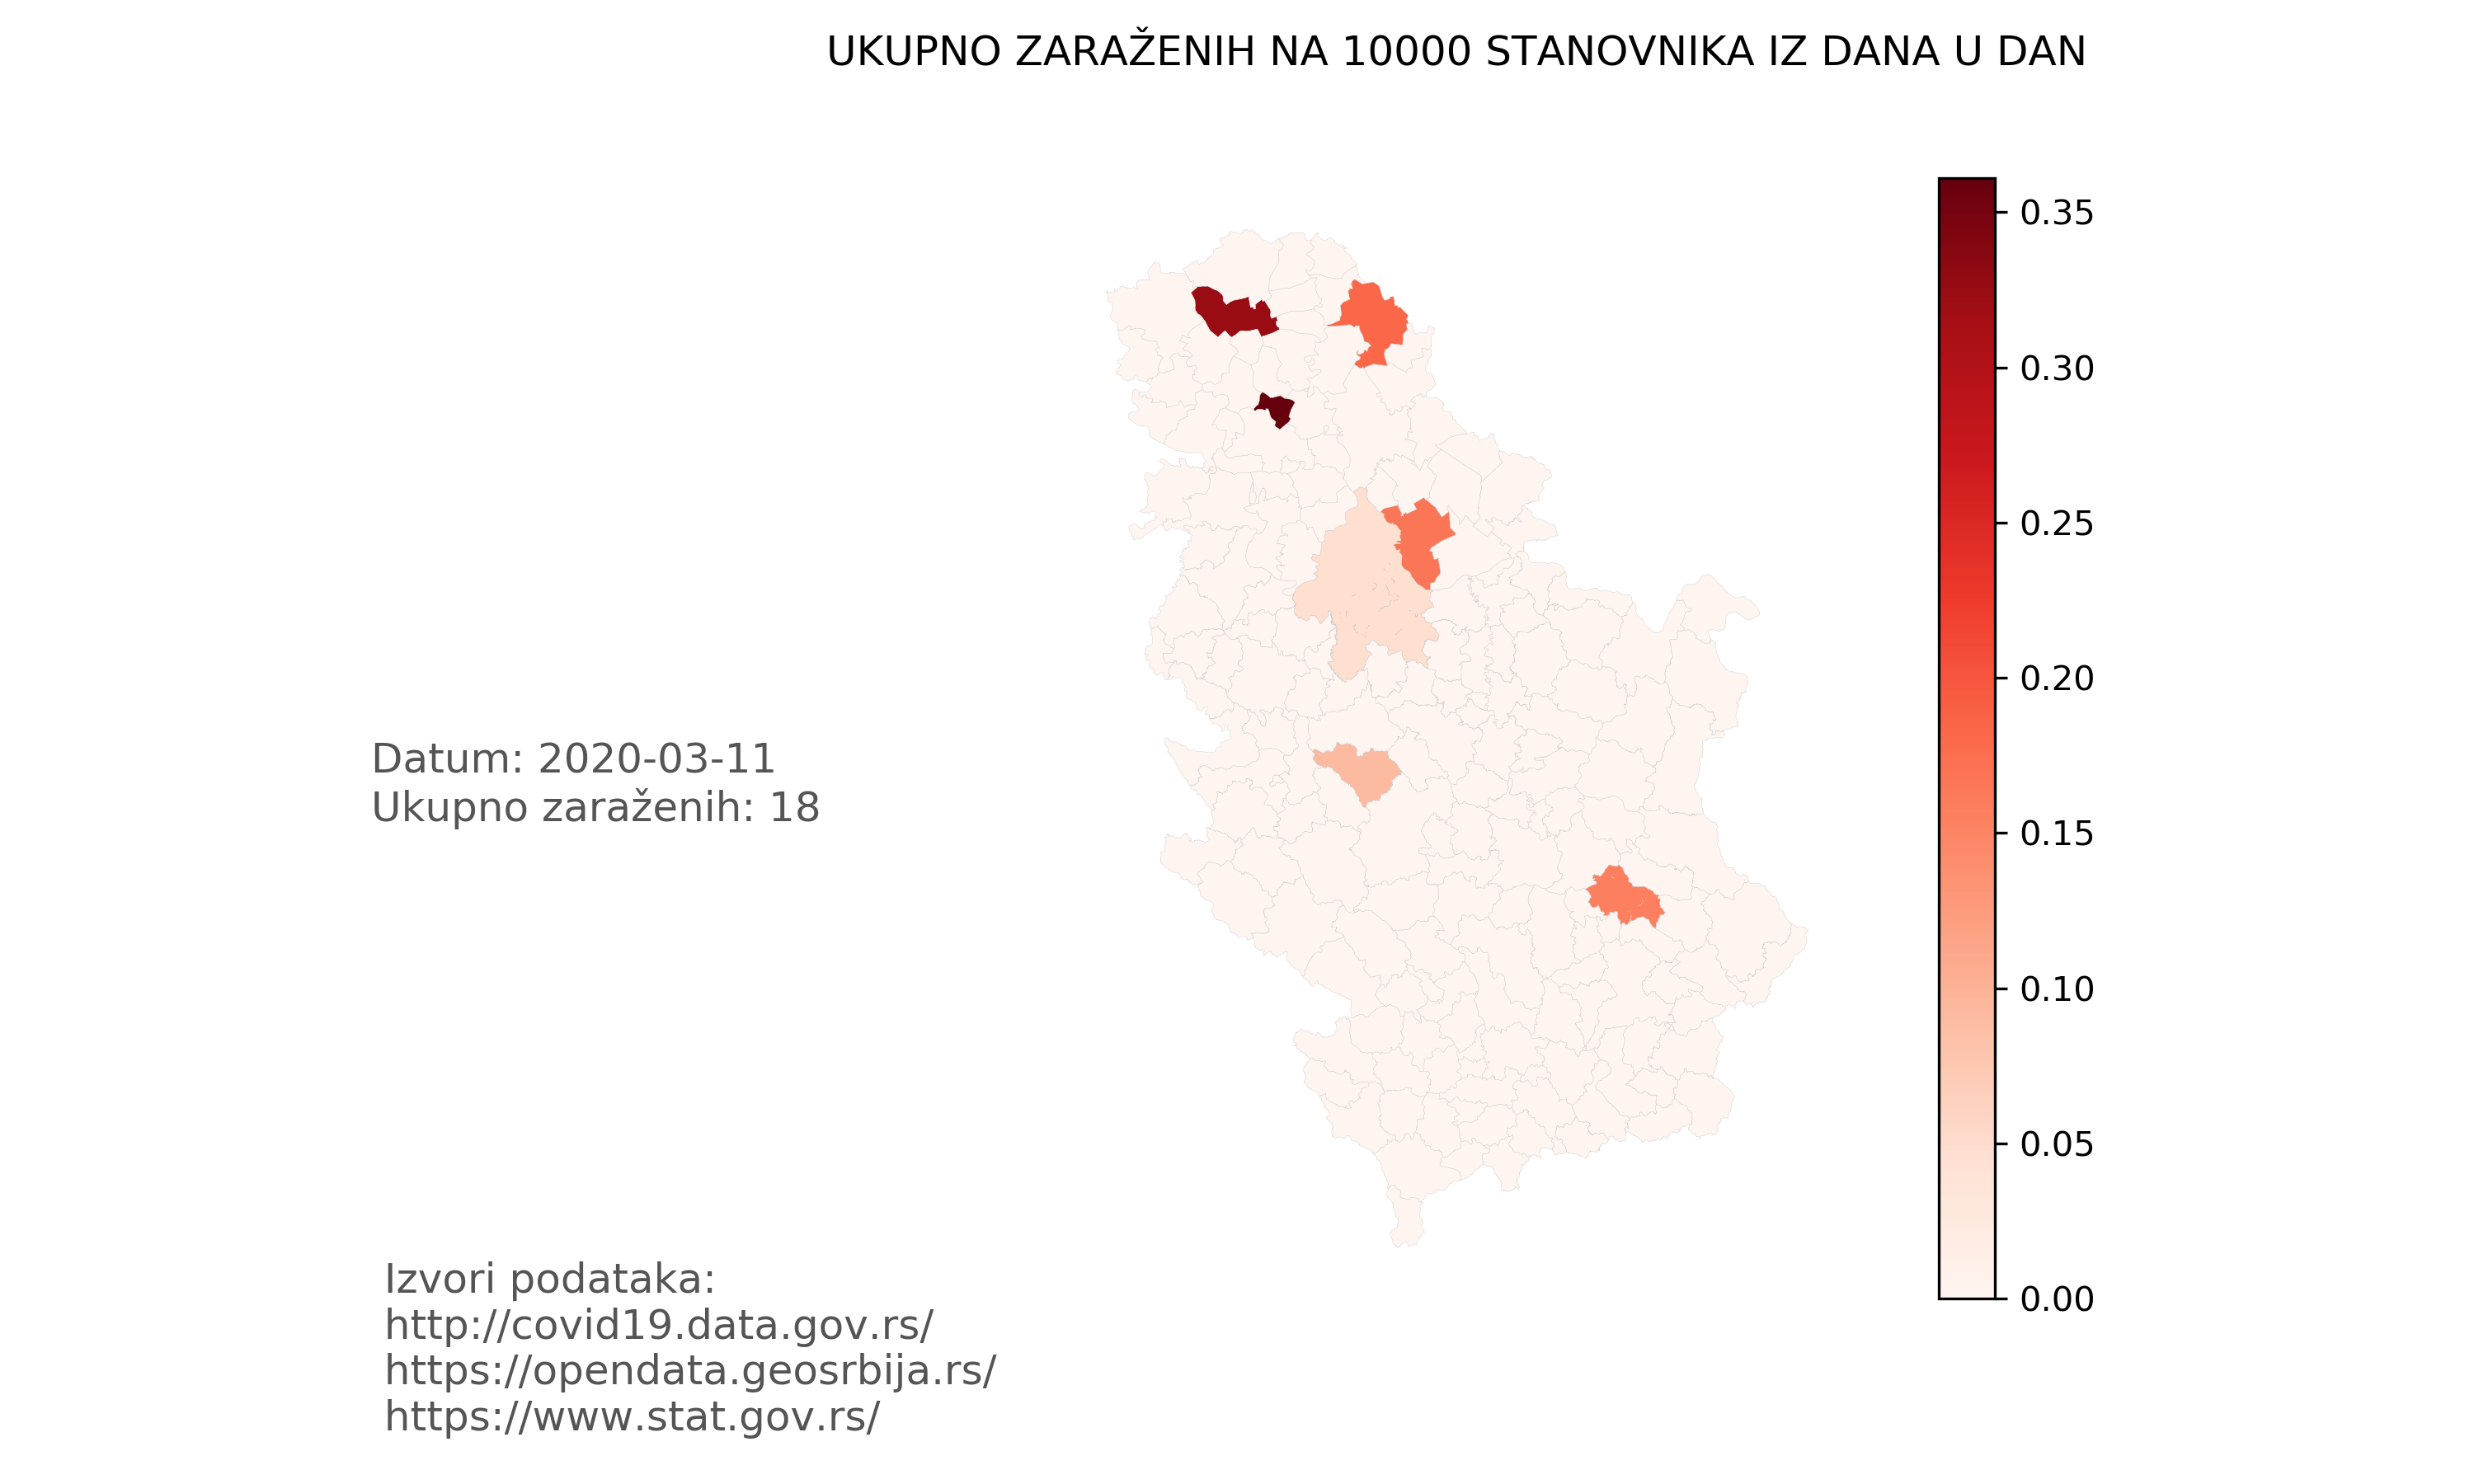 UKUPNO ZARAŽENIH NA 10000 STANOVNIKA IZ DANA U DAN
0.35
0.30
0.25
0.20
0.15
0.10
0.05
0.00
Datum: 2020-03-11
Ukupno zaraženih: 18
Izvori podataka:
http://covid19.data.gov.rs/
https://opendata.geosrbija.rs/
https://www.stat.gov.rs/